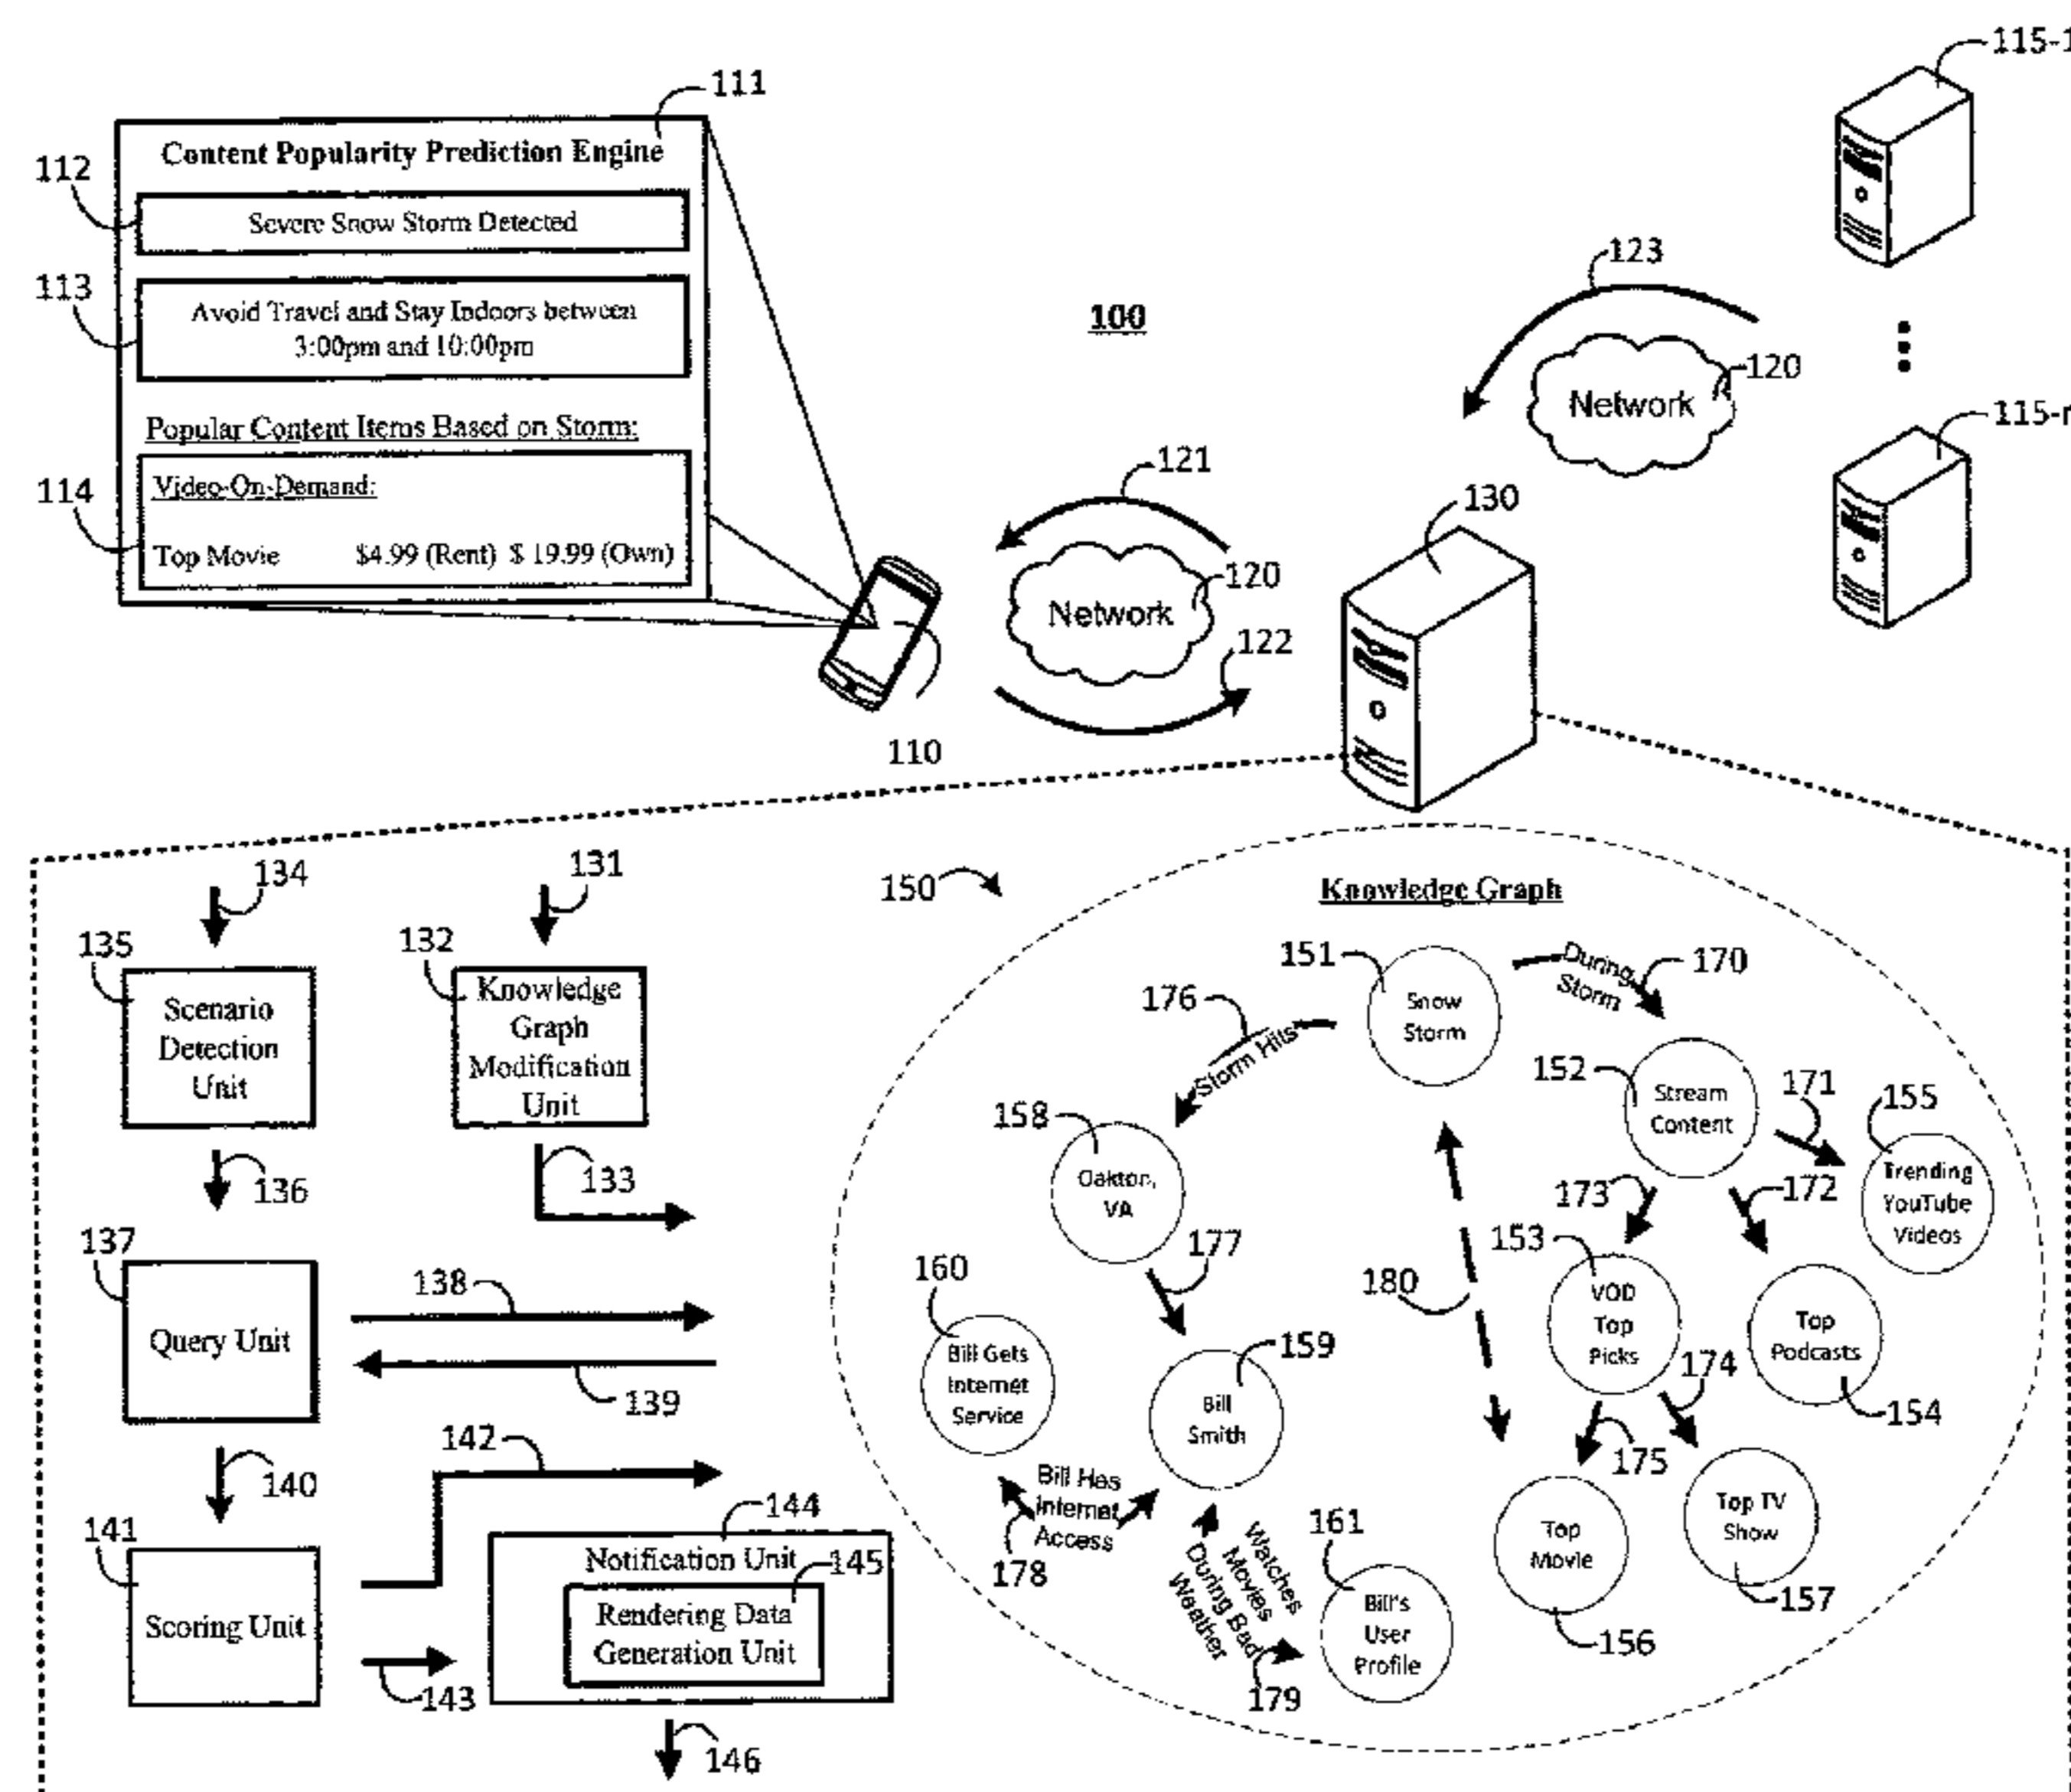 111
115-1
Content Popularity Prediction Engine
112
Severe Snow Storm Detected
113
Avoid Travel and Stay Indoors between
3:00pm and 10:00pm
Popular Content Items Based on Storm:
114
Video-On-Demand:
Top Movie $4.99 (Rent) $ 19.99 (Own)
110
100
121
120
Network
122
123
120
Network
115-n
130
134
135
Scenario
Detection
Unit
136
131
132
Knowledge
Graph
Modification
Unit
133
137
Query Unit
138
139
140
141
Scoring Unit
142
143
144
Notification Unit
145
Rendering Data
Generation Unit
146
150
Knowledge Graph
151
Snow
Storm
During
Storm
170
176
Storm Hits
152
Stream
Content
171
155
Trending
YouTube
Videos
158
Oakton,
VA
173
172
177
153
VOD
Top
Picks
180
160
Bill Gets
Internet
Service
159
Bill
Smith
Top
Podcasts
154
174
175
Bill Has
Internet
Access
178
Watches
Movies
During Bad
Weather
179
161
Bill's
User
Profile
Top
Movie
156
Top TV
Show
157